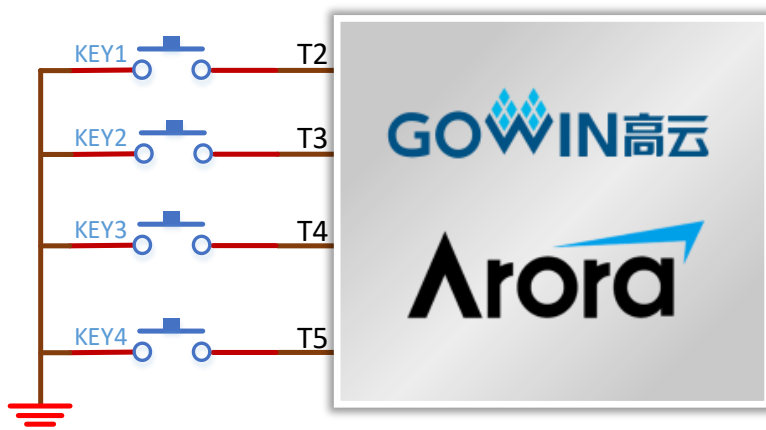 KEY1
T2
KEY2
T3
KEY3
T4
KEY4
T5
GOWIN高云
Arora